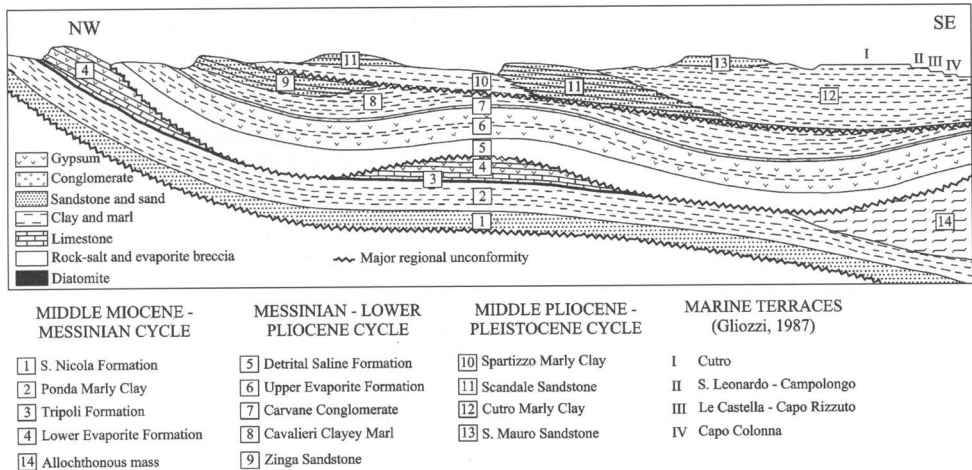 NW
SE
I
II
III
IV
11
13
4
9
10
11
12
8
7
6
5
4
3
2
1
14
Gypsum
Conglomerate
Sandstone and sand
Clay and marl
Limestone
Rock-salt and evaporite breccia
Diatomite
Major regional unconformity
MIDDLE MIOCENE -
MESSINIAN CYCLE
1 S. Nicola Formation
2 Ponda Marly Clay
3 Tripoli Formation
4 Lower Evaporite Formation
14 Allochthonous mass
MESSINIAN - LOWER
PLIOCENE CYCLE
5 Detrital Saline Formation
6 Upper Evaporite Formation
7 Carvane Conglomerate
8 Cavalieri Clayey Marl
9 Zinga Sandstone
MIDDLE PLIOCENE -
PLEISTOCENE CYCLE
10 Spartizzo Marly Clay
11 Scandale Sandstone
12 Cutro Marly Clay
13 S. Mauro Sandstone
MARINE TERRACES
(Gliozzi, 1987)
I Cutro
II S. Leonardo - Campolongo
III Le Castella - Capo Rizzuto
IV Capo Colonna